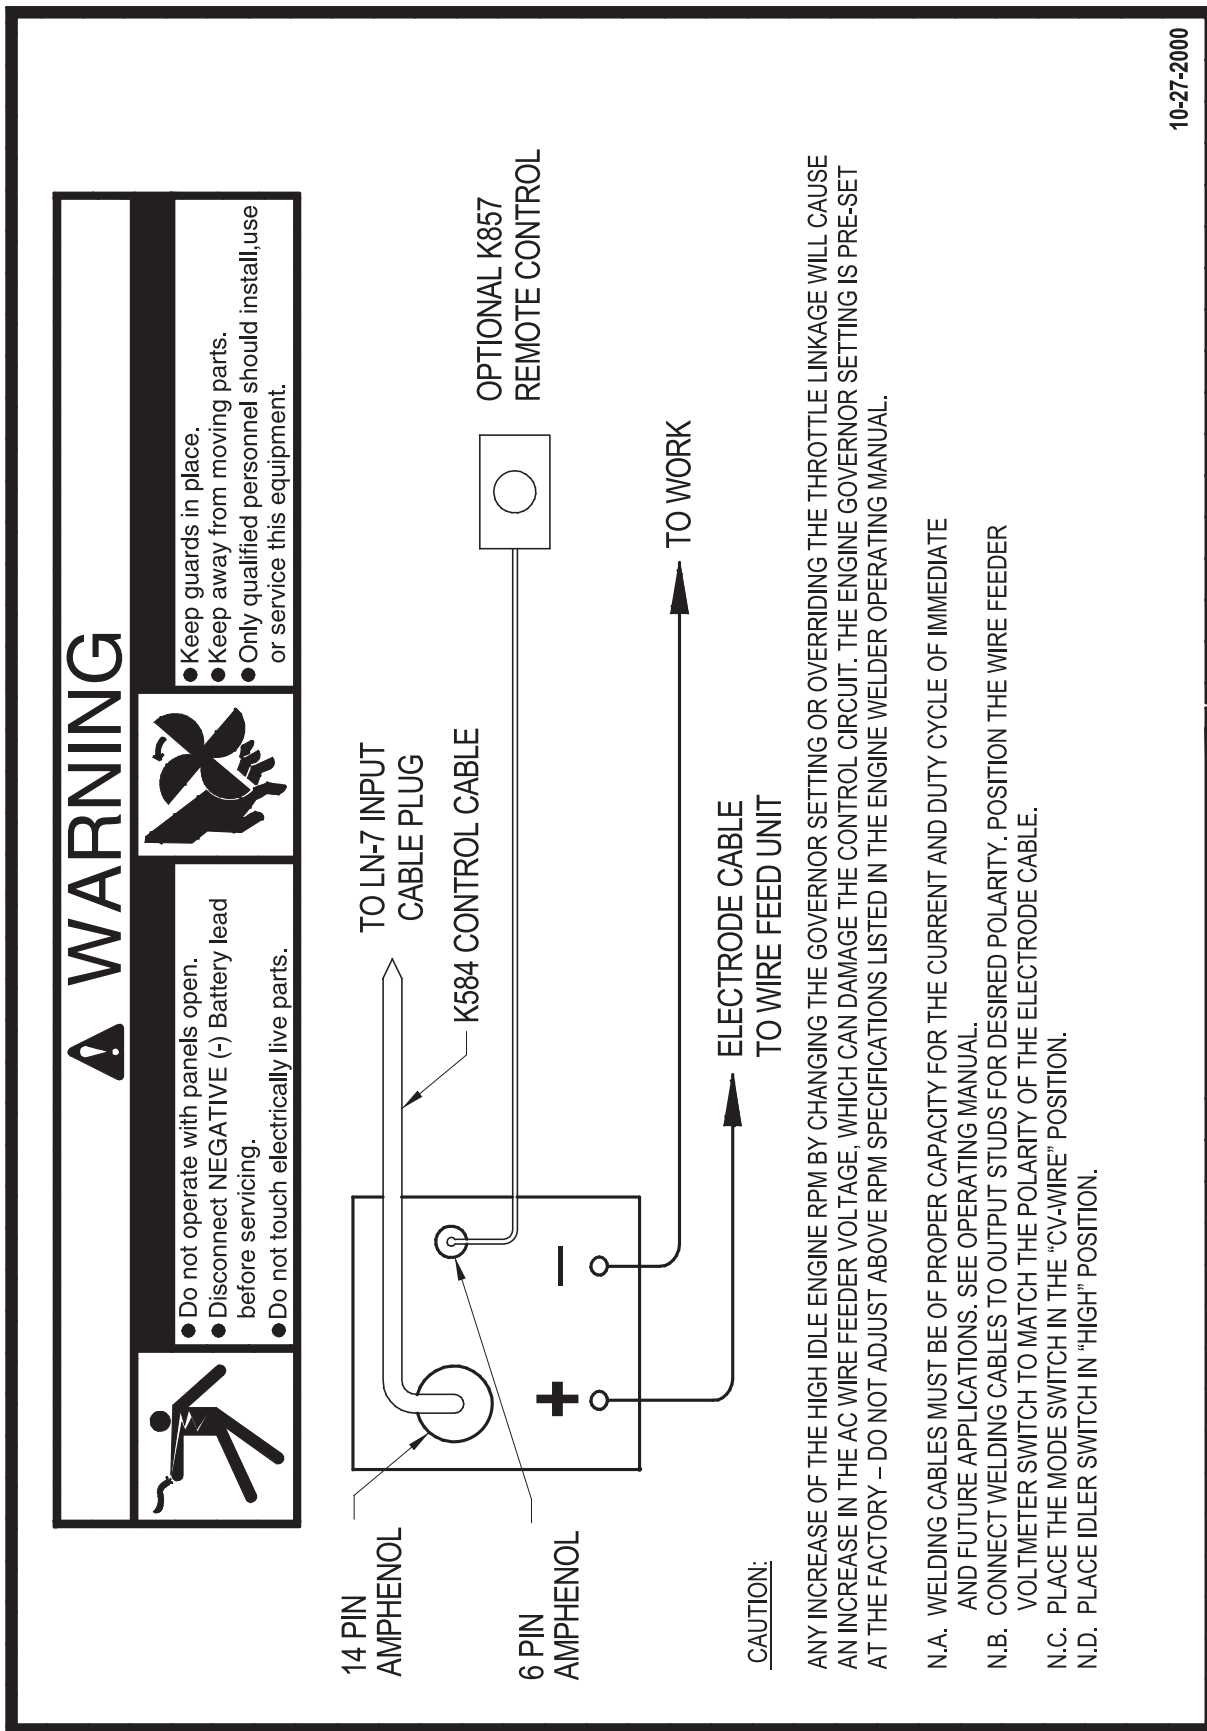 WARNING
● Do not operate with panels open.
● Disconnect NEGATIVE (-) Battery lead
before servicing.
● Do not touch electrically live parts.
● Keep guards in place.
● Keep away from moving parts.
● Only qualified personnel should install,use
or service this equipment.
14 PIN
AMPHENOL
6 PIN
AMPHENOL
TO LN-7 INPUT
CABLE PLUG
K584 CONTROL CABLE
OPTIONAL K857
REMOTE CONTROL
+
−
TO WORK
ELECTRODE CABLE
TO WIRE FEED UNIT
CAUTION:
ANY INCREASE OF THE HIGH IDLE ENGINE RPM BY CHANGING THE GOVERNOR SETTING OR OVERRIDING THE THROTTLE LINKAGE WILL CAUSE
AN INCREASE IN THE AC WIRE FEEDER VOLTAGE, WHICH CAN DAMAGE THE CONTROL CIRCUIT. THE ENGINE GOVERNOR SETTING IS PRE-SET
AT THE FACTORY – DO NOT ADJUST ABOVE RPM SPECIFICATIONS LISTED IN THE ENGINE WELDER OPERATING MANUAL.
N.A. WELDING CABLES MUST BE OF PROPER CAPACITY FOR THE CURRENT AND DUTY CYCLE OF IMMEDIATE
AND FUTURE APPLICATIONS. SEE OPERATING MANUAL.
N.B. CONNECT WELDING CABLES TO OUTPUT STUDS FOR DESIRED POLARITY. POSITION THE WIRE FEEDER
VOLTMETER SWITCH TO MATCH THE POLARITY OF THE ELECTRODE CABLE.
N.C. PLACE THE MODE SWITCH IN THE “CV-WIRE” POSITION.
N.D. PLACE IDLER SWITCH IN “HIGH” POSITION.
10-27-2000